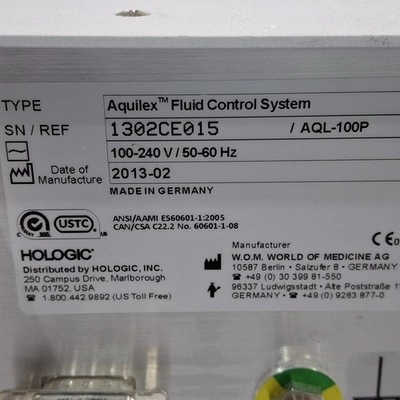 TYPE Aquilex™ Fluid Control System
SN / REF 1302CE015 / AQL-100P
100-240 V / 50-60 Hz
Date of Manufacture 2013-02
MADE IN GERMANY
USTC
ANSI/AAMI ES60601-1:2005
CAN/CSA C22.2 No. 60601-1-08
HOLOGIC®
Distributed by HOLOGIC, INC.
250 Campus Drive, Marlborough
MA 01752, USA
☎ 1.800.442.9892 (US Toll Free)
Manufacturer
W.O.M. WORLD OF MEDICINE AG
10587 Berlin • Salzufer 8 • GERMANY
☎ +49 (0) 30 399 81-550
96337 Ludwigsstadt • Alte Poststraße 11
GERMANY • ☎ +49 (0) 9263 877-0
CE 0